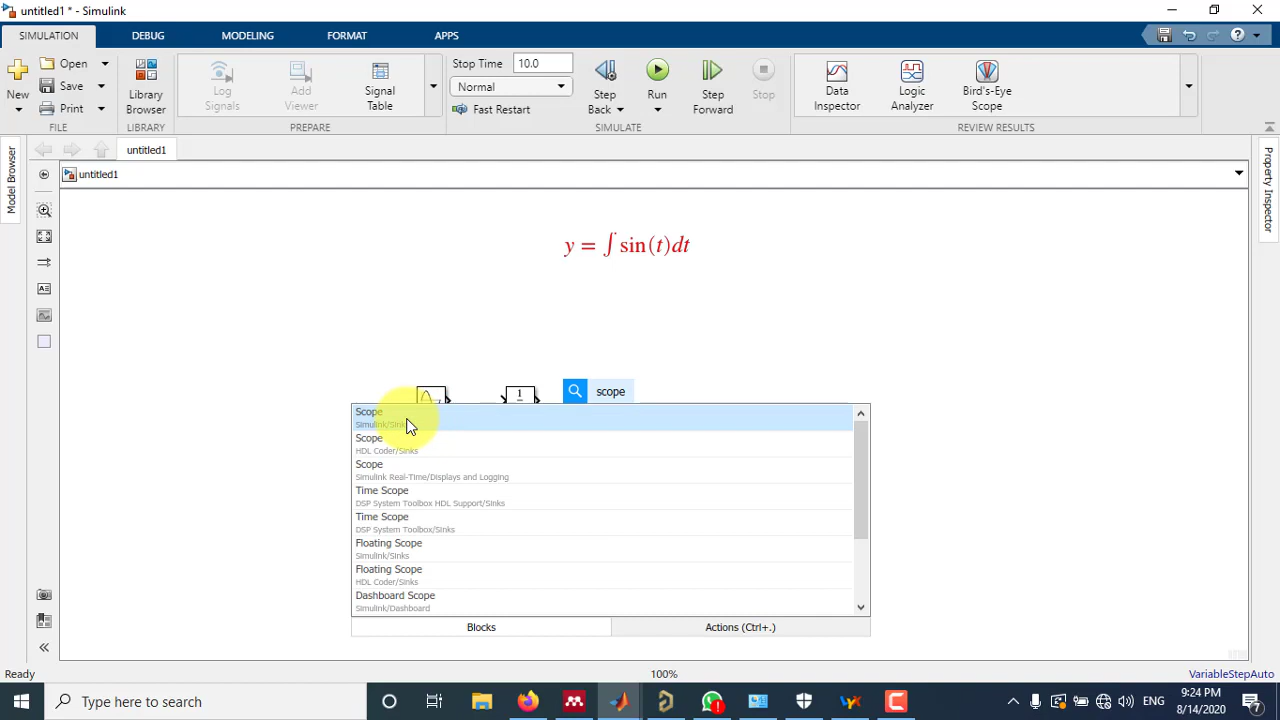 untitled1 * - Simulink
SIMULATION
DEBUG
MODELING
FORMAT
APPS
New
Open
Save
Print
FILE
Library
Browser
LIBRARY
Log
Signals
Add
Viewer
Signal
Table
PREPARE
Stop Time 10.0
Normal
Fast Restart
Step
Back
Run
Step
Forward
Stop
SIMULATE
Data
Inspector
Logic
Analyzer
Bird's-Eye
Scope
REVIEW RESULTS
untitled1
untitled1
Model Browser
Property Inspector
y = ∫ sin(t)dt
1
scope
Scope
Simulink/Sinks
Scope
HDL Coder/Sinks
Scope
Simulink Real-Time/Displays and Logging
Time Scope
DSP System Toolbox HDL Support/Sinks
Time Scope
DSP System Toolbox/Sinks
Floating Scope
Simulink/Sinks
Floating Scope
HDL Coder/Sinks
Dashboard Scope
Simulink/Dashboard
Blocks
Actions (Ctrl+.)
Ready
100%
VariableStepAuto
Type here to search
ENG
9:24 PM
8/14/2020
7